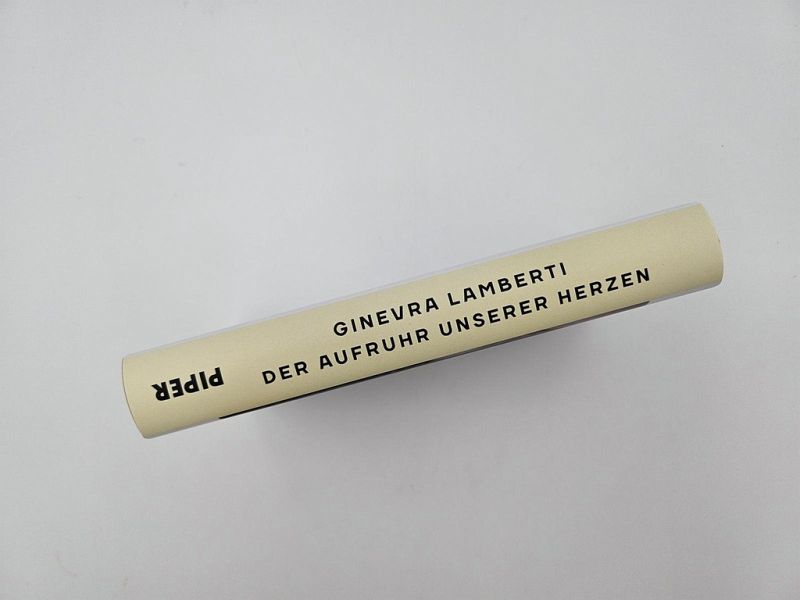 GINEVRA LAMBERTI
DER AUFRUHR UNSERER HERZEN
PIPER